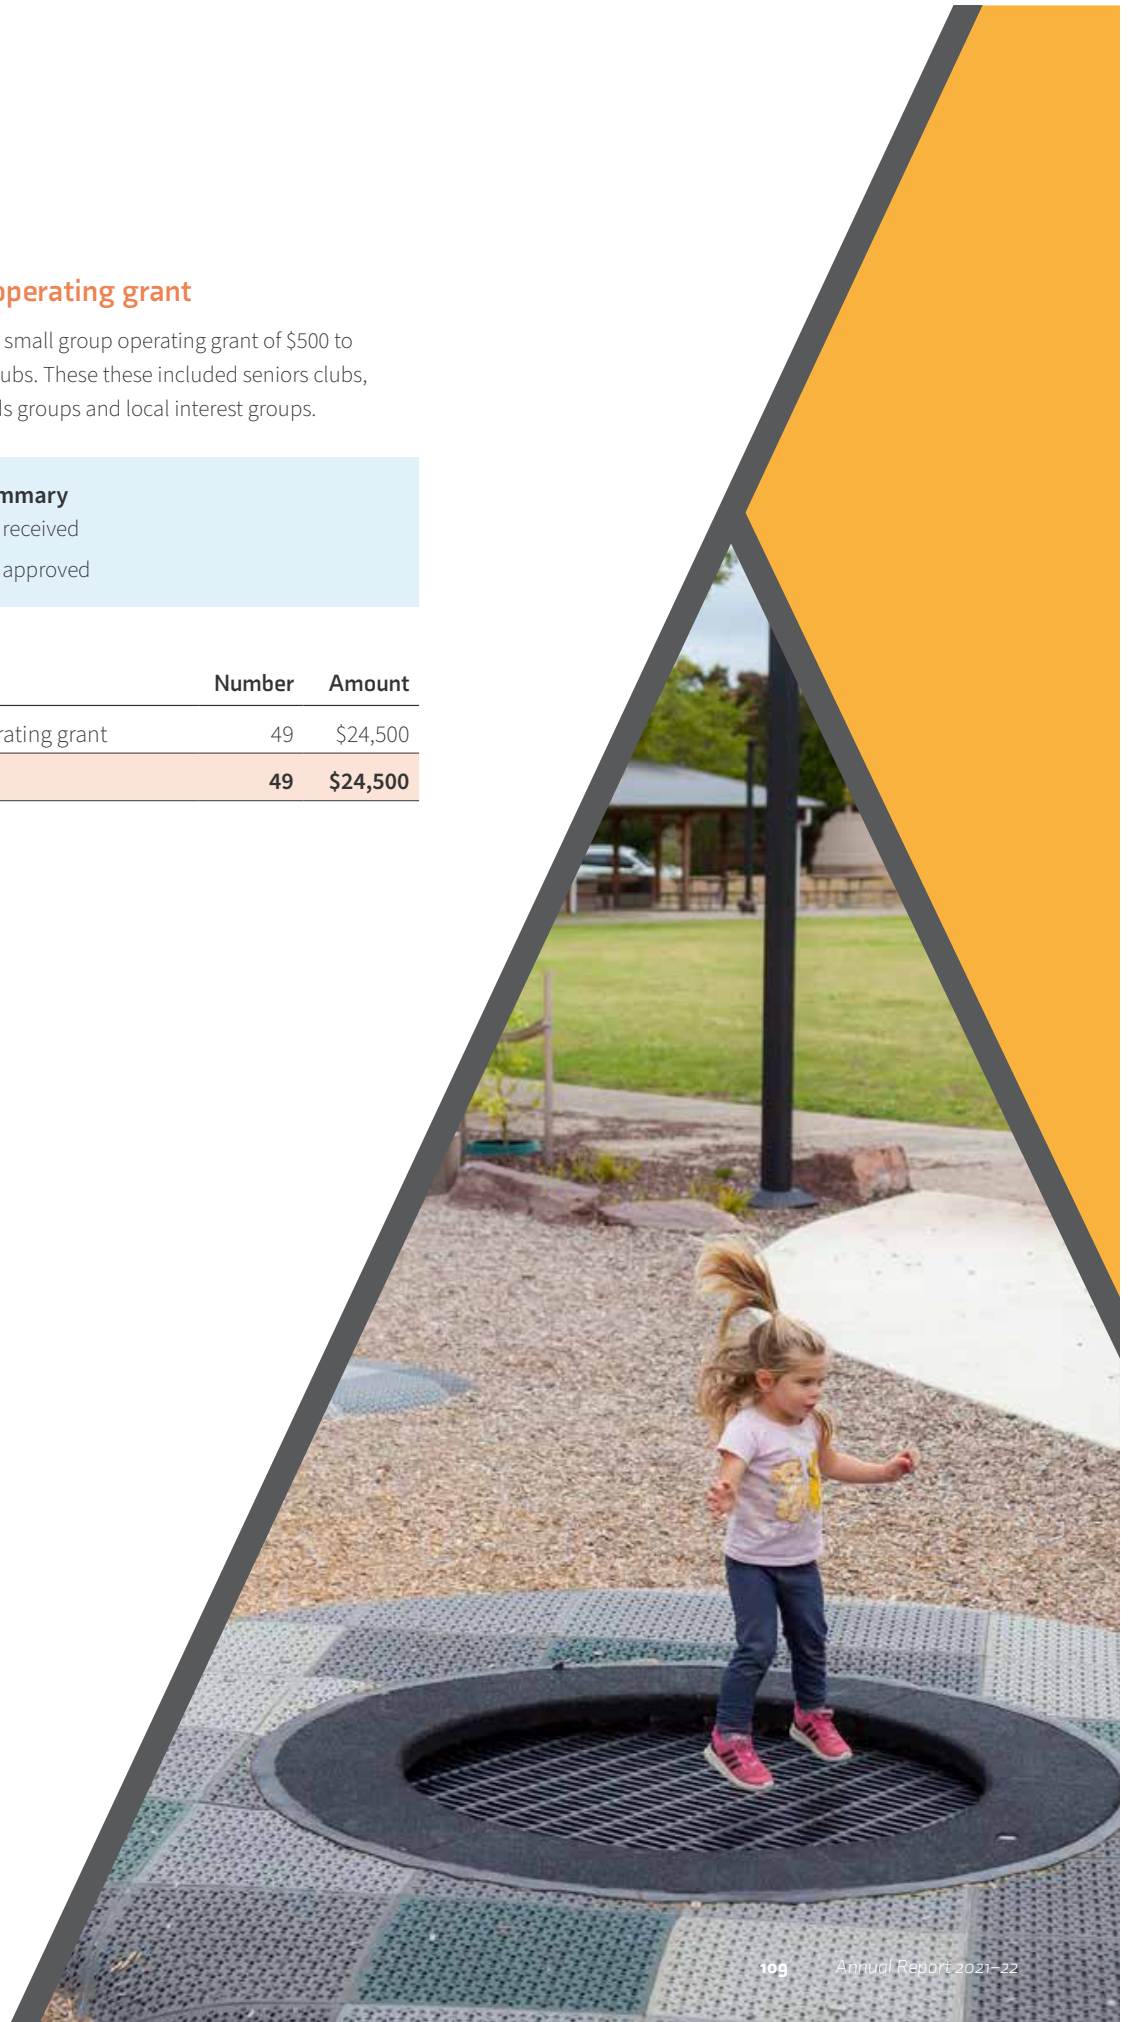 operating grant
small group operating grant of $500 to
ubs. These these included seniors clubs,
ls groups and local interest groups.
mmary
received
approved
Number Amount
rating grant 49 $24,500
49 $24,500
109 Annual Report 2021–22